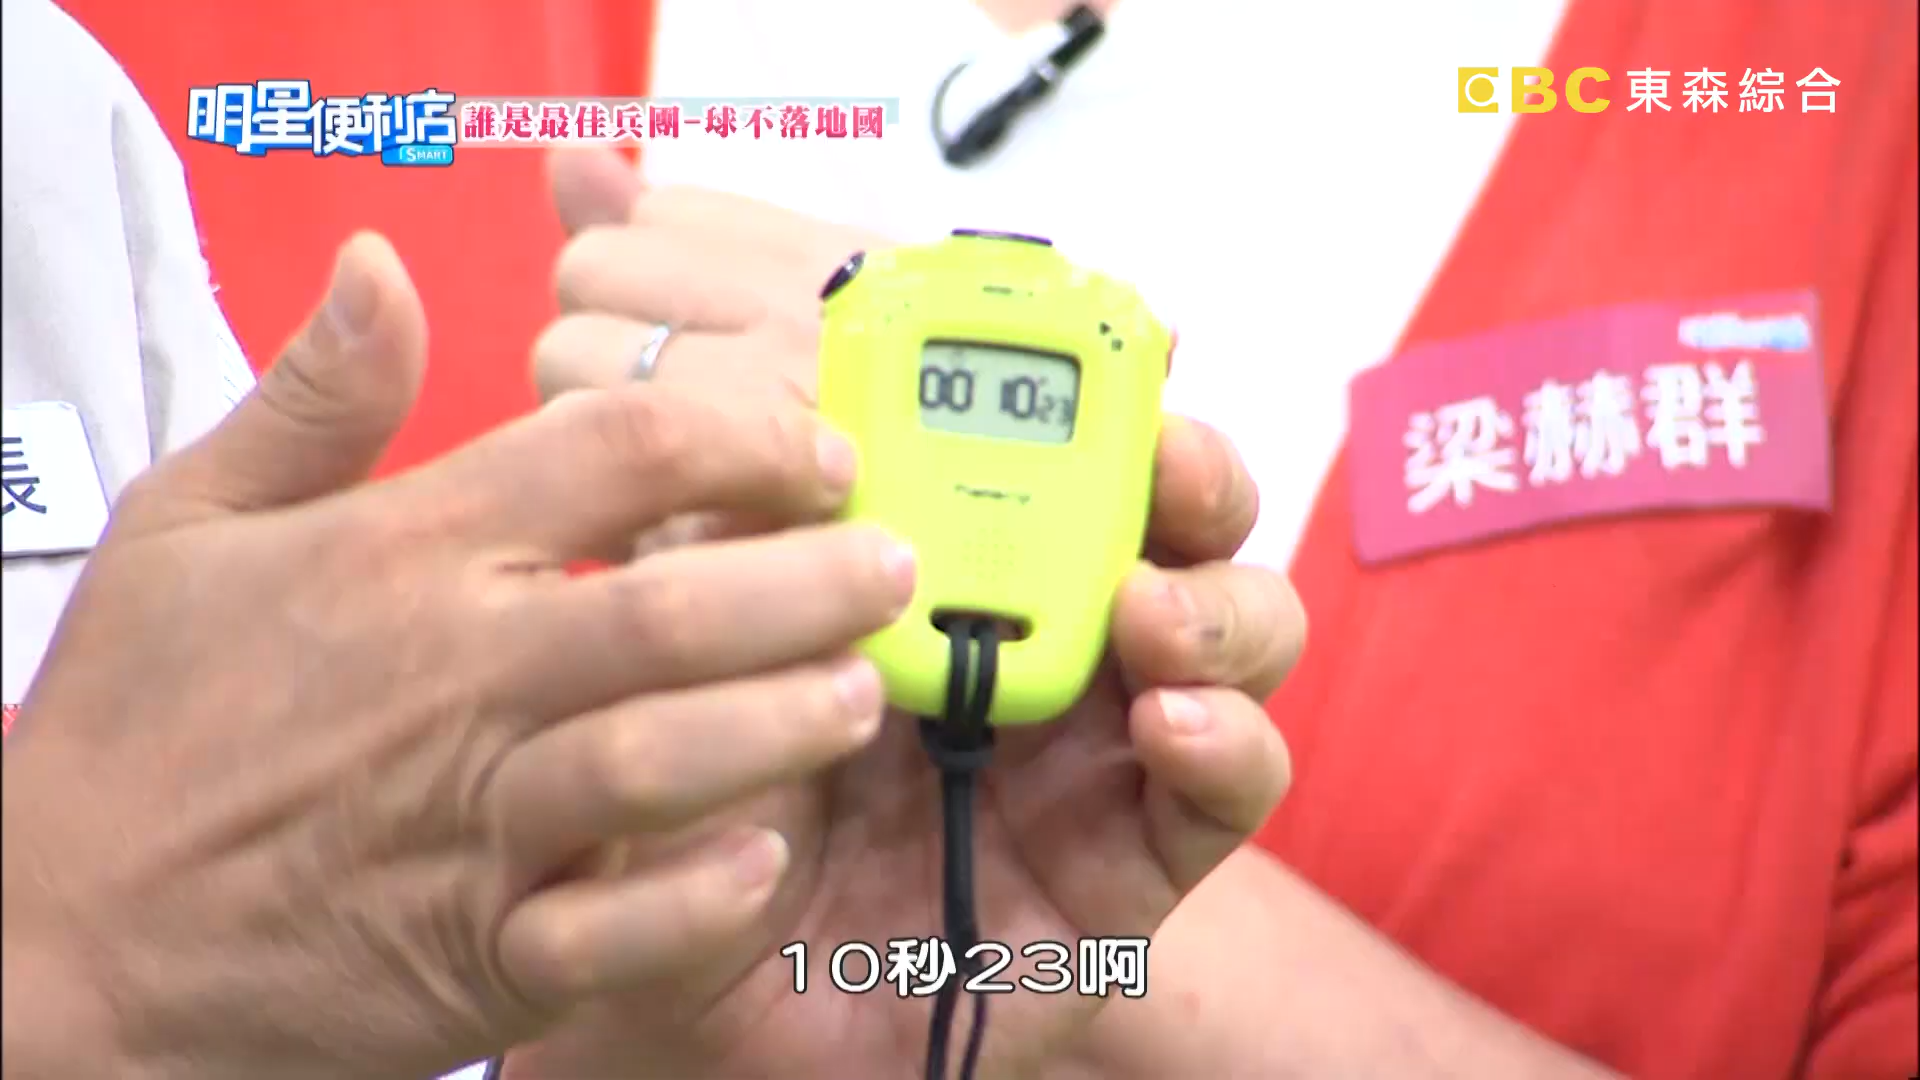 明星便利店
SMART
誰是最佳兵團-球不落地國
EBC 東森綜合
梁赫群
長
00 10 23
10秒23啊